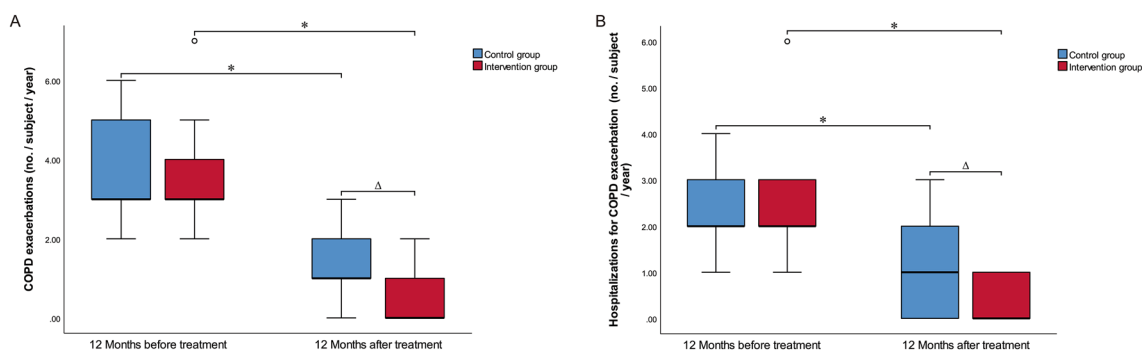 A
COPD exacerbations (no. / subject / year)
6.00
4.00
2.00
.00
*
*
Δ
Control group
Intervention group
12 Months before treatment
12 Months after treatment
B
Hospitalizations for COPD exacerbation (no. / subject
/ year)
6.00
5.00
4.00
3.00
2.00
1.00
.00
*
*
Δ
Control group
Intervention group
12 Months before treatment
12 Months after treatment